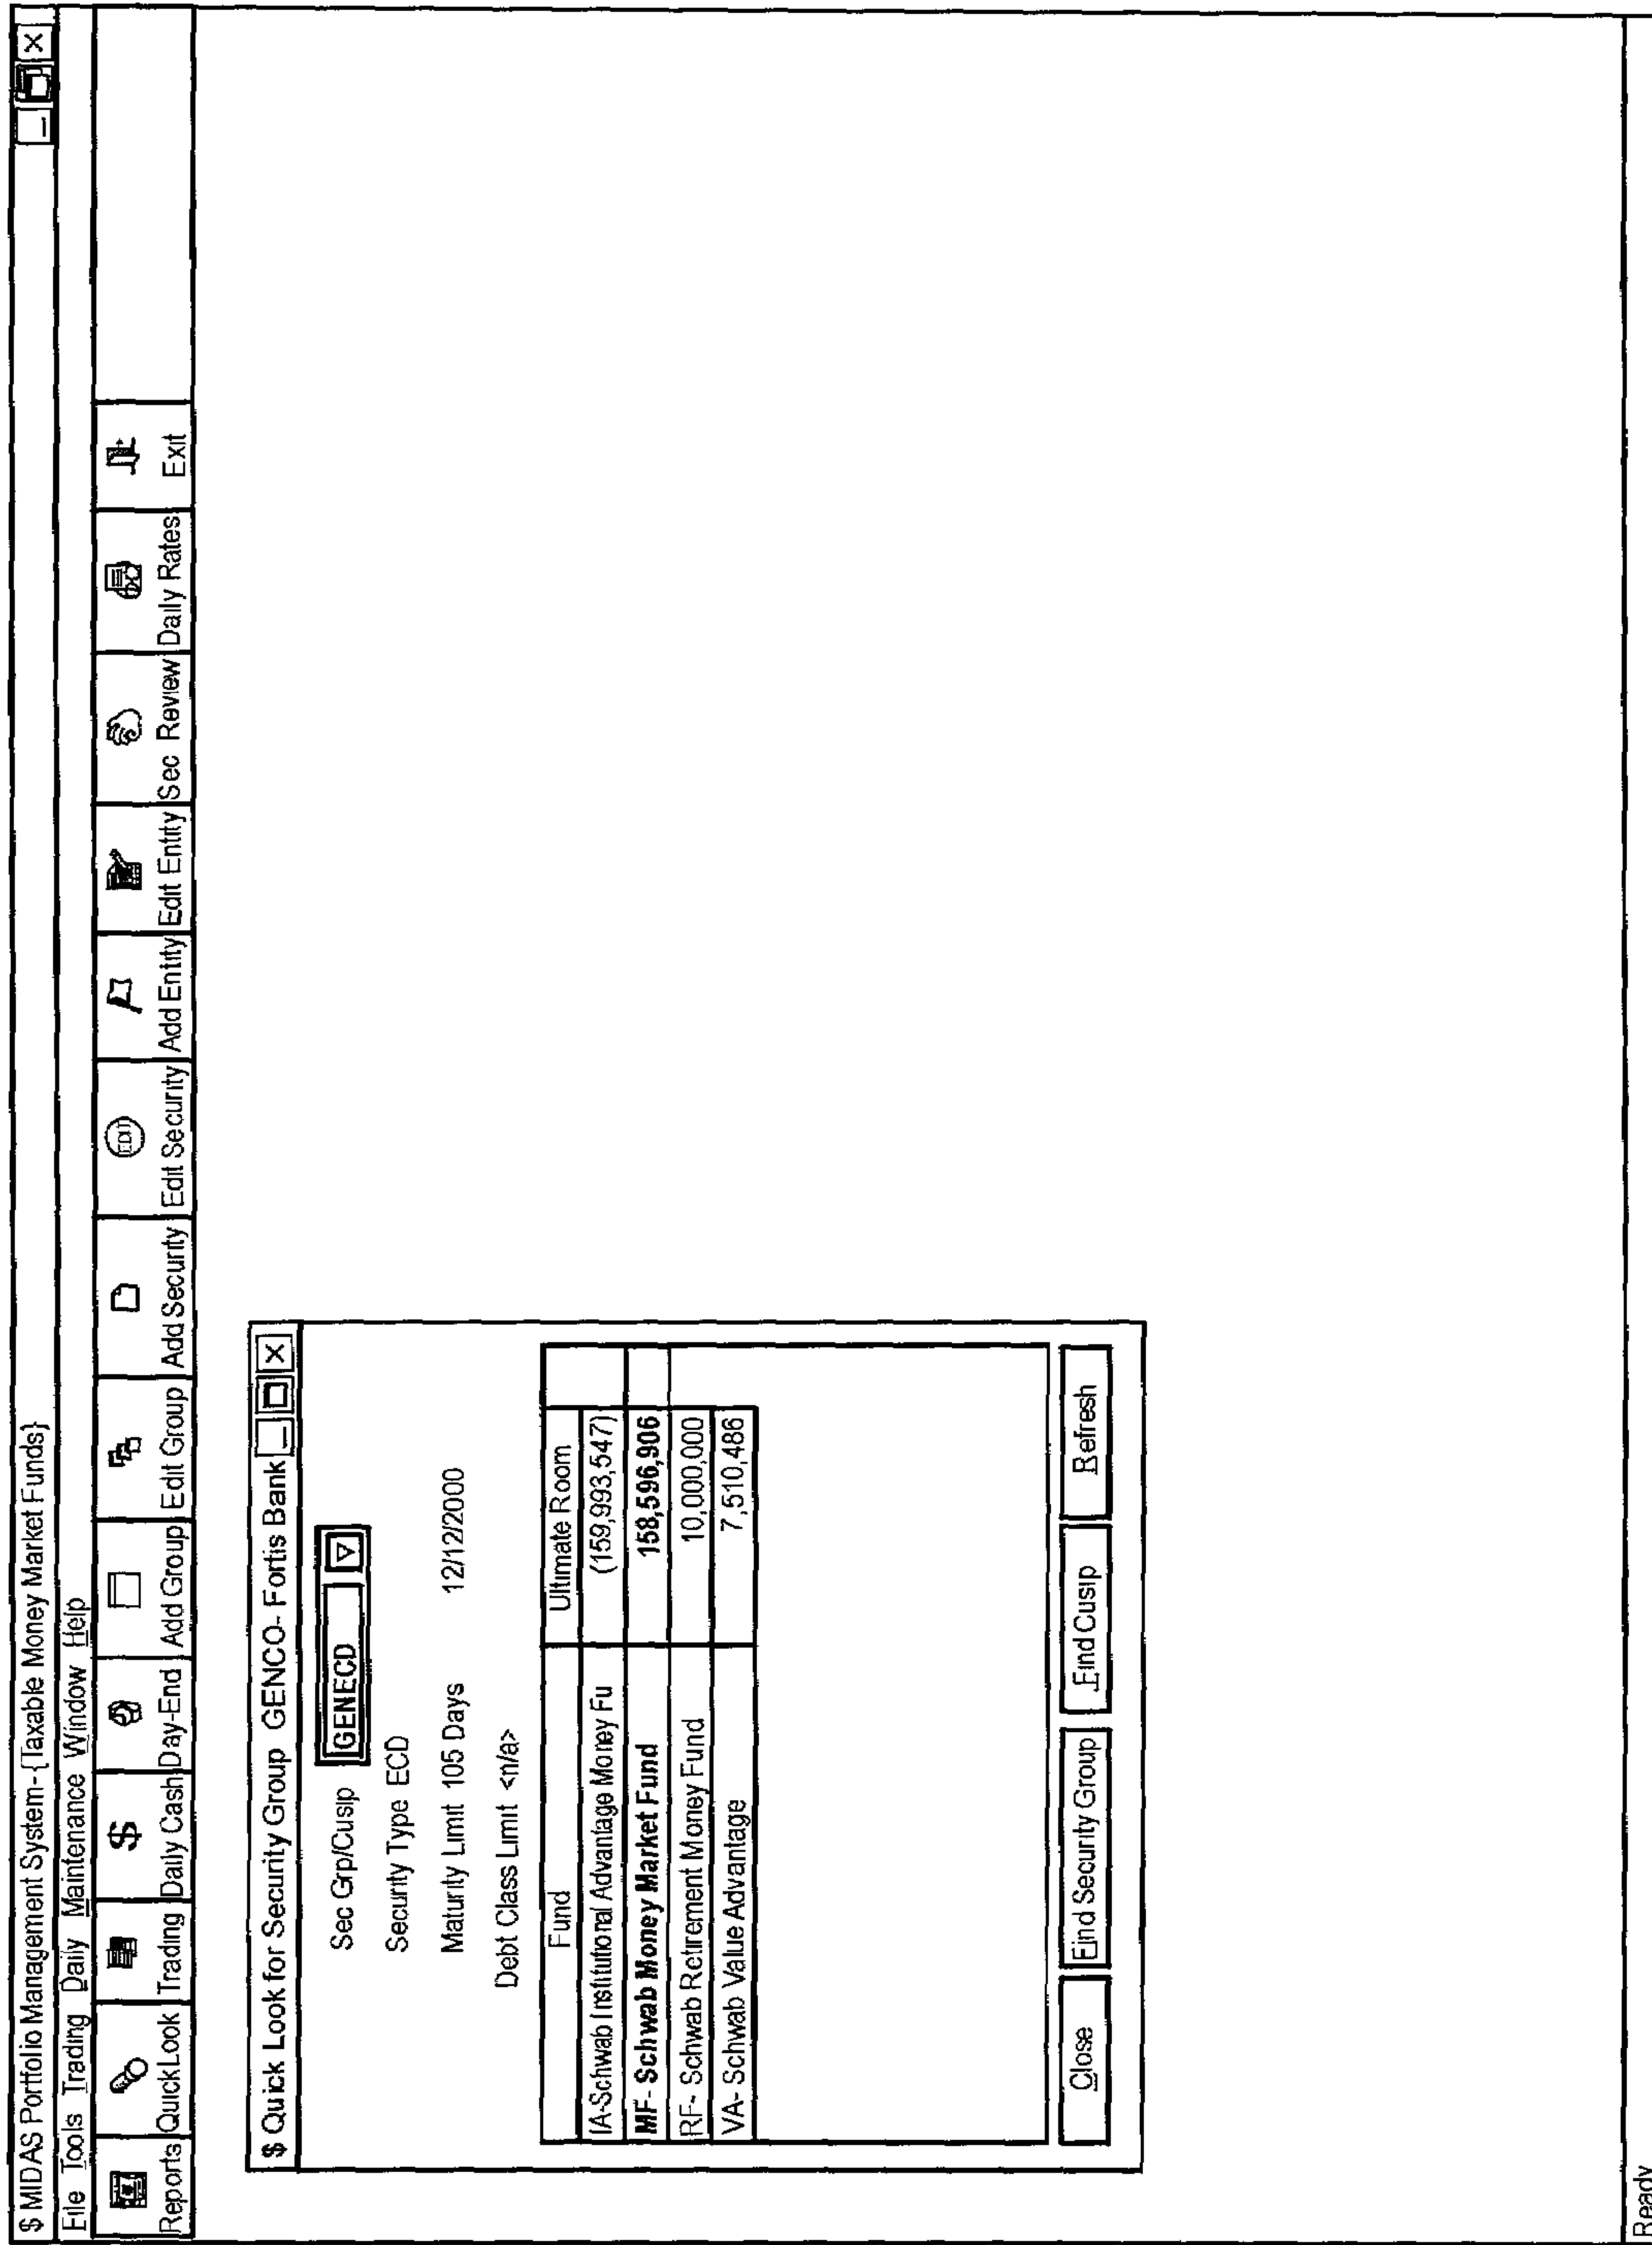 $ MIDAS Portfolio Management System-{Taxable Money Market Funds}
File Tools Trading Daily Maintenance Window Help
Reports QuickLook Trading Daily Cash Day-End Add Group Edit Group Add Security Edit Security Add Entity Edit Entity Sec Review Daily Rates Exit
EDIT
$ Quick Look for Security Group GENCO- Fortis Bank
Sec Grp/Cusip GENECD
Security Type ECD
Maturity Limit 105 Days 12/12/2000
Debt Class Limit <n/a>
Fund Ultimate Room
IA-Schwab Institutional Advantage Money Fu (159,993,547)
MF- Schwab Money Market Fund 158,596,906
RF- Schwab Retirement Money Fund 10,000,000
VA- Schwab Value Advantage 7,510,486
Close Find Security Group Find Cusip Refresh
Ready